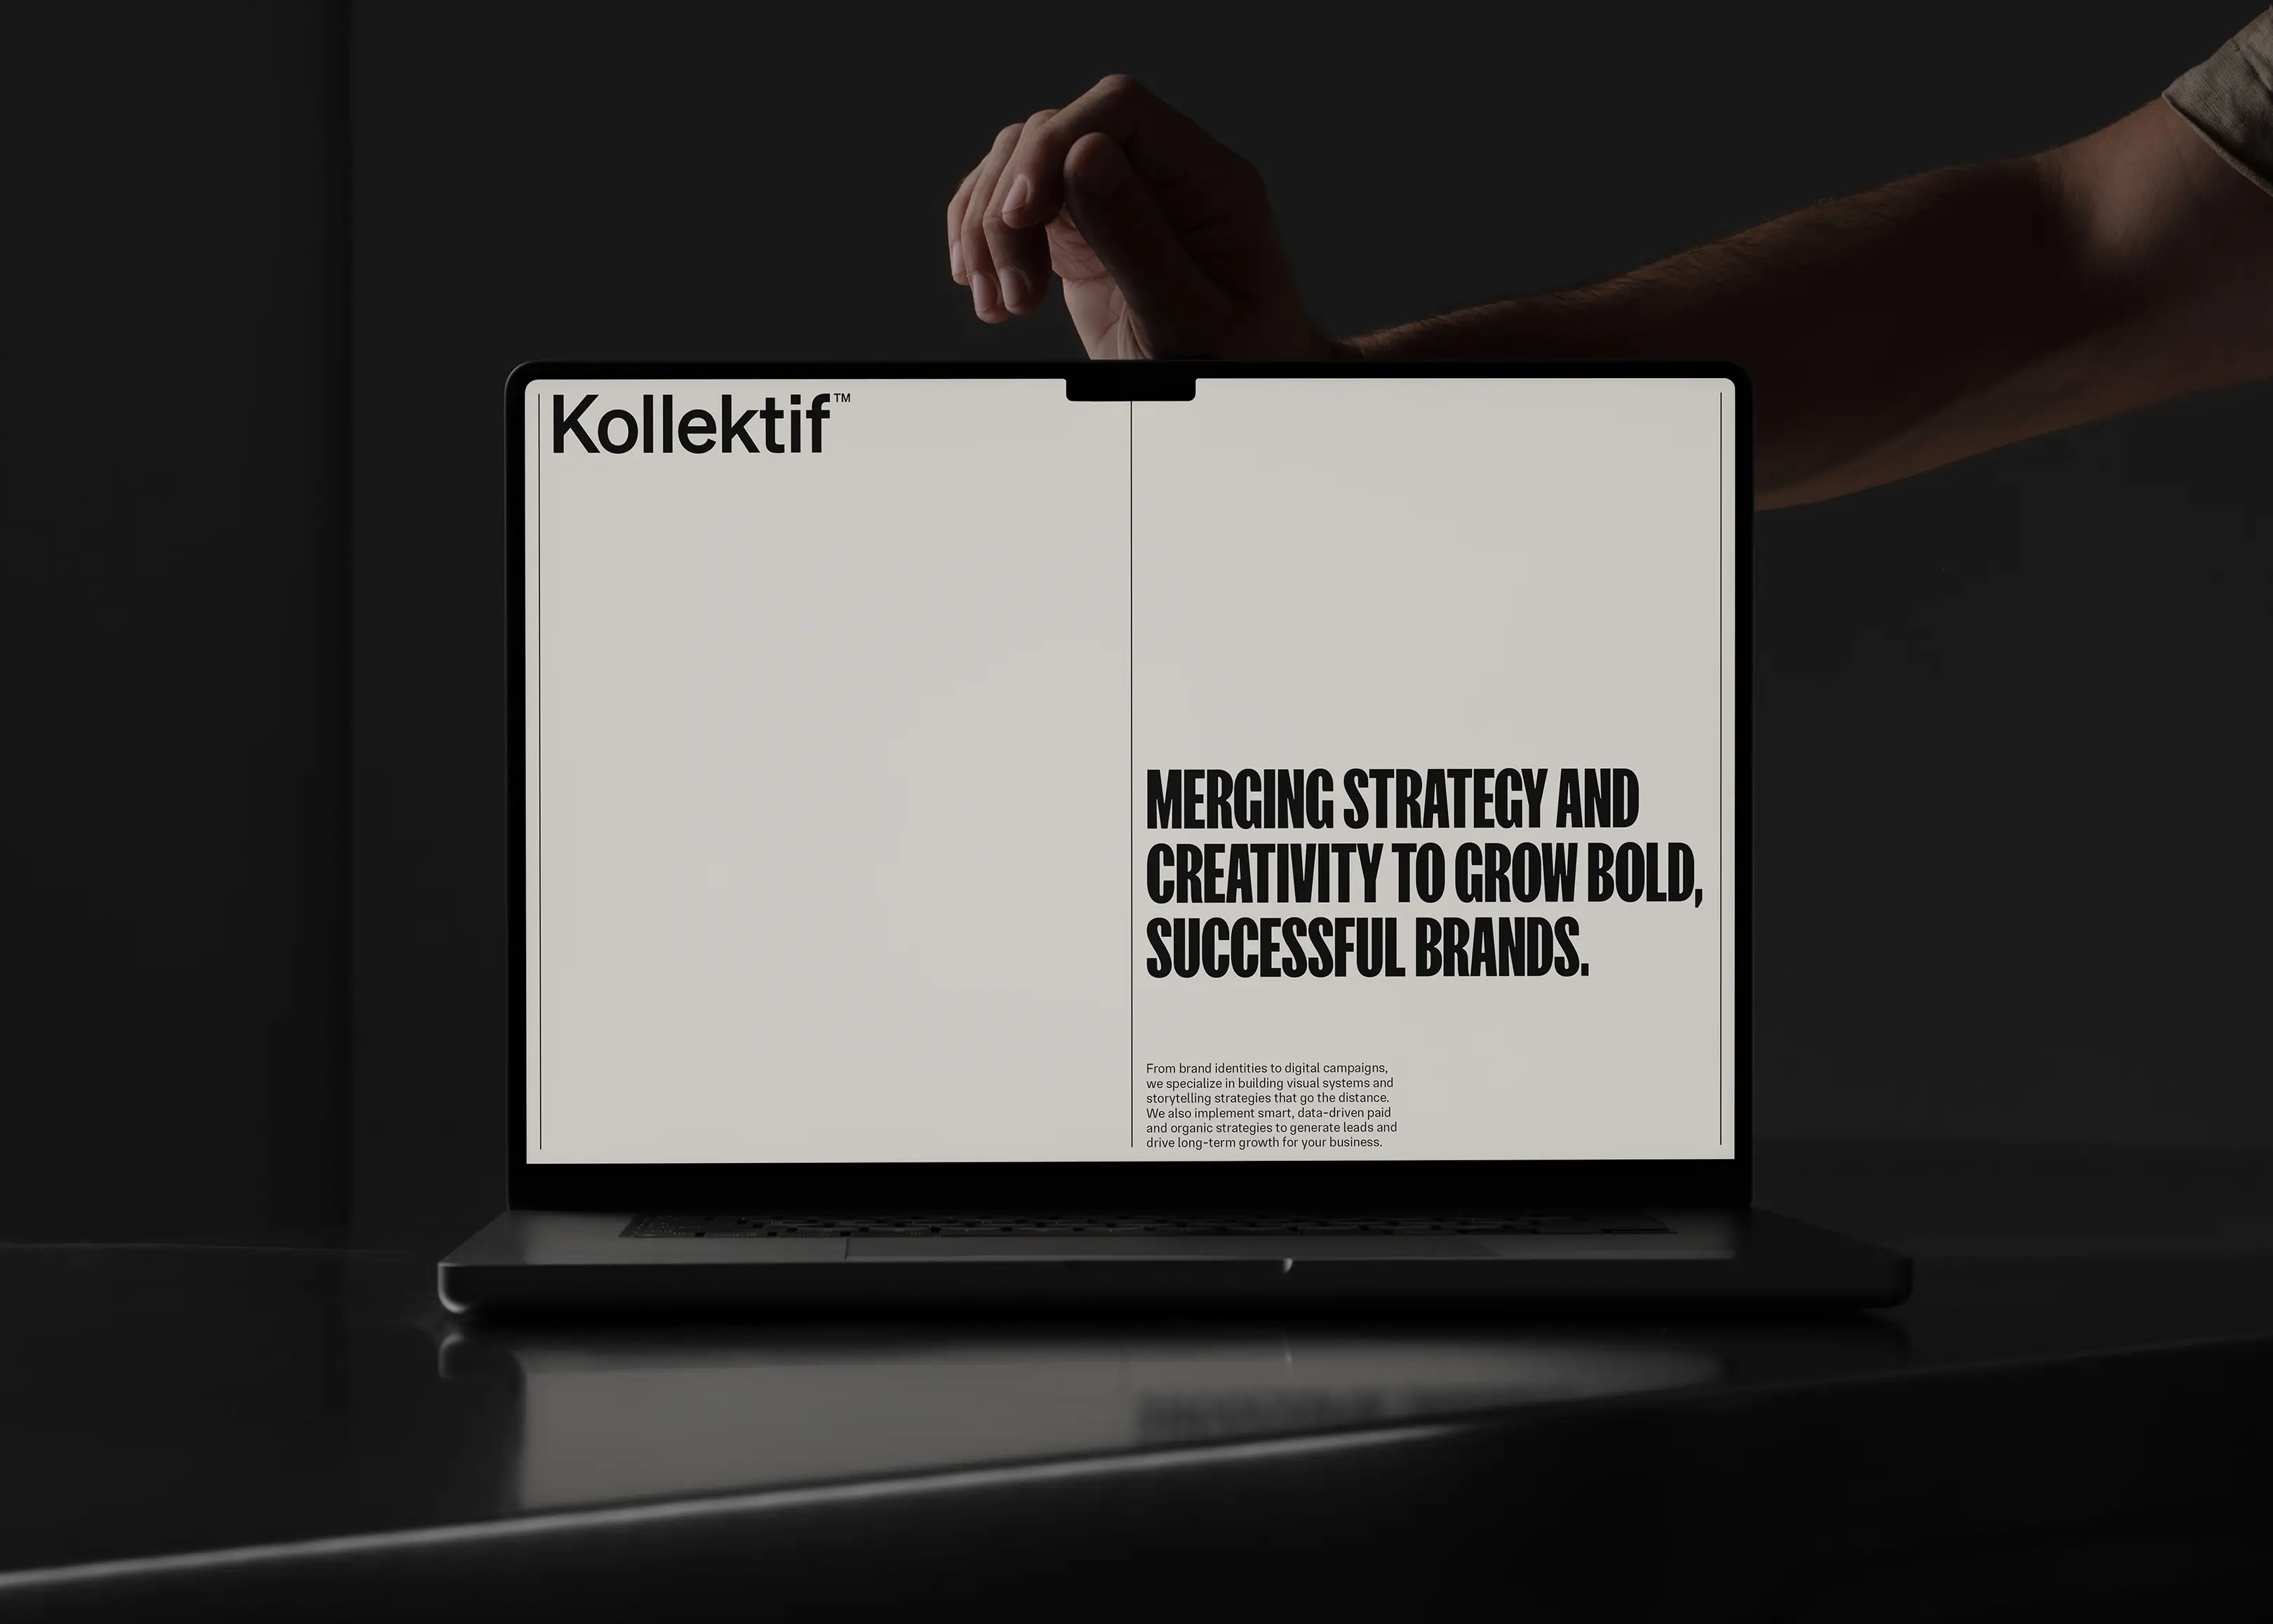 Kollektif™
MERGING STRATEGY AND
CREATIVITY TO GROW BOLD,
SUCCESSFUL BRANDS.
From brand identities to digital campaigns,
we specialize in building visual systems and
storytelling strategies that go the distance.
We also implement smart, data-driven paid
and organic strategies to generate leads and
drive long-term growth for your business.